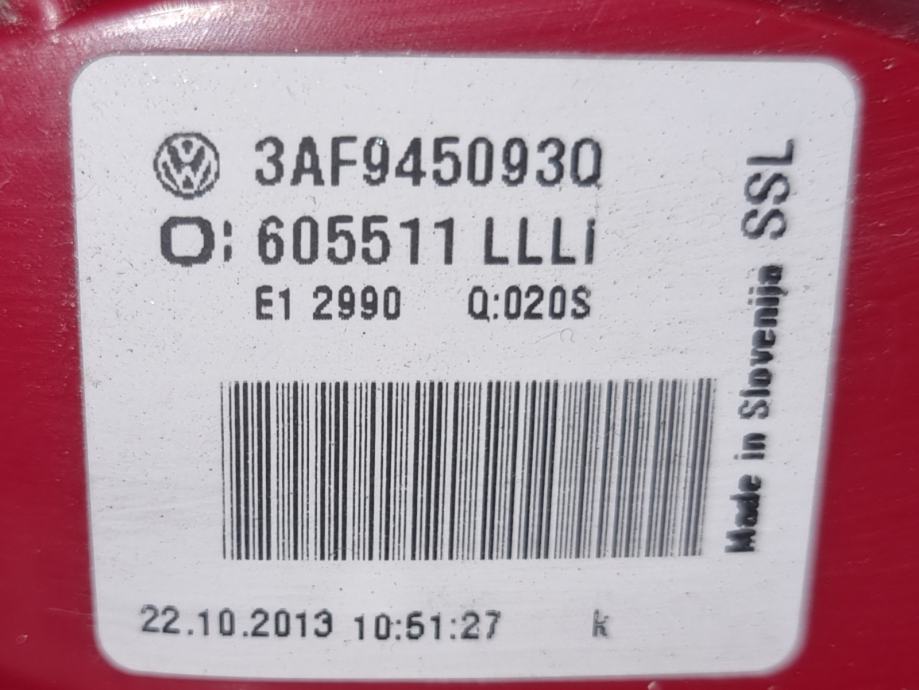 3AF945093Q
O: 605511 LLLi
E1 2990 Q:020S
22.10.2013 10:51:27 k
Made in Slovenija SSL